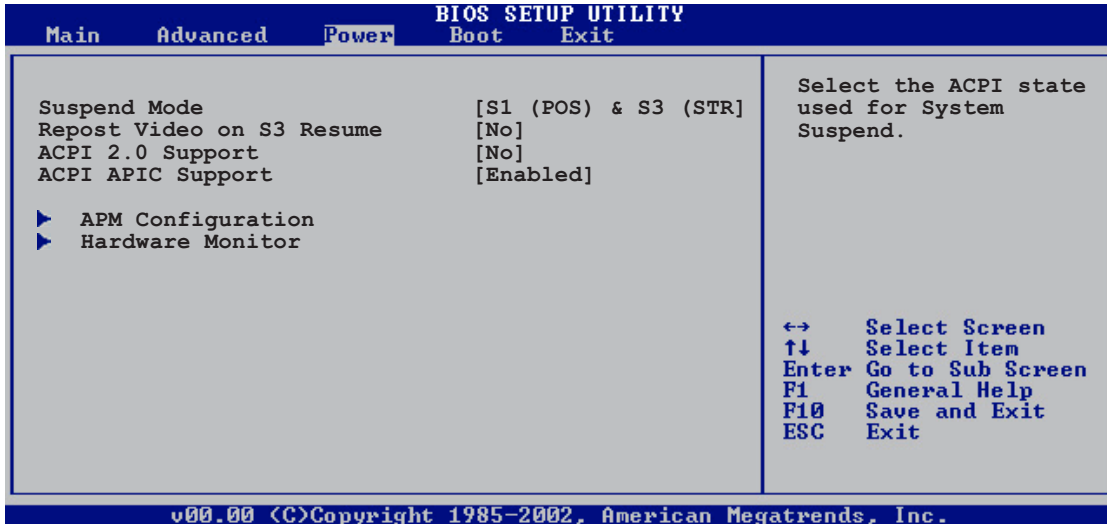 BIOS SETUP UTILITY
Main Advanced Power Boot Exit
Suspend Mode [S1 (POS) & S3 (STR]
Repost Video on S3 Resume [No]
ACPI 2.0 Support [No]
ACPI APIC Support [Enabled]
APM Configuration
Hardware Monitor
Select the ACPI state
used for System
Suspend.
←→ Select Screen
↑↓ Select Item
Enter Go to Sub Screen
F1 General Help
F10 Save and Exit
ESC Exit
v00.00 (C)Copyright 1985-2002, American Megatrends, Inc.